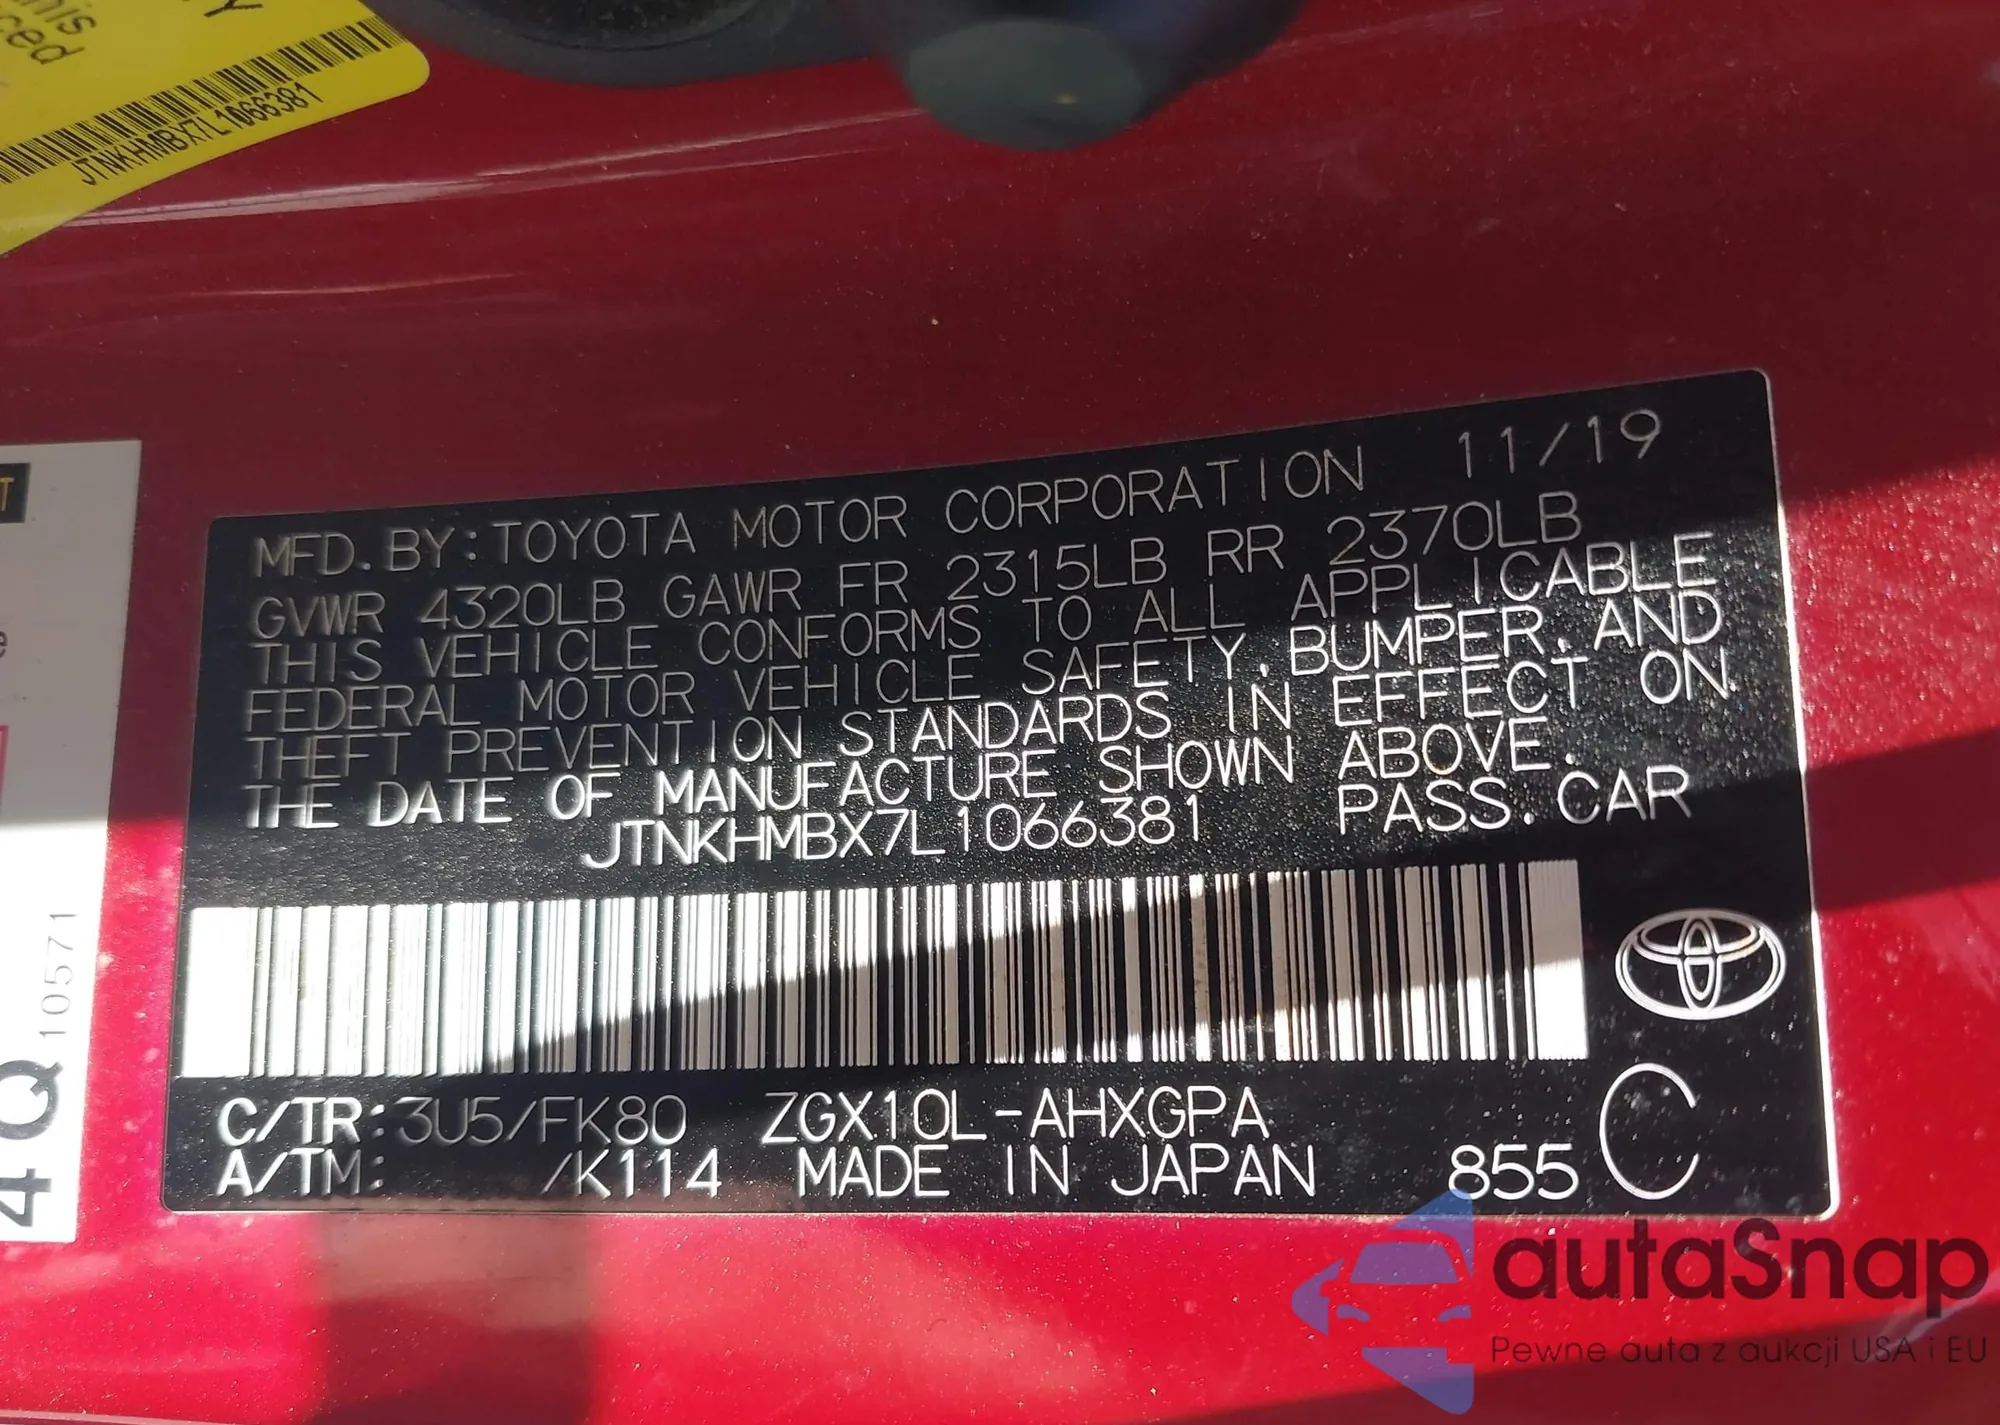 ced
JTNKHMBX7L1066381
T
MFD. BY: TOYOTA MOTOR CORPORATION 11/19
GVWR 4320LB GAWR FR 2315LB RR 2370LB
THIS VEHICLE CONFORMS TO ALL APPLICABLE
FEDERAL MOTOR VEHICLE SAFETY, BUMPER, AND
THEFT PREVENTION STANDARDS IN EFFECT ON
THE DATE OF MANUFACTURE SHOWN ABOVE.
JTNKHMBX7L1066381 PASS. CAR
C/TR: 3U5/FK80 ZGX10L-AHXGPA
A/TM: /K114 MADE IN JAPAN 855 C
4Q 10571
autaSnap
Pewne auta z aukcji USA i EU